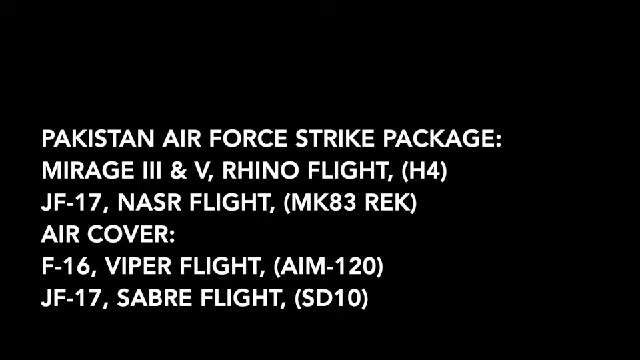 PAKISTAN AIR FORCE STRIKE PACKAGE:
MIRAGE III & V, RHINO FLIGHT, (H4)
JF-17, NASR FLIGHT, (MK83 REK)
AIR COVER:
F-16, VIPER FLIGHT, (AIM-120)
JF-17, SABRE FLIGHT, (SD10)